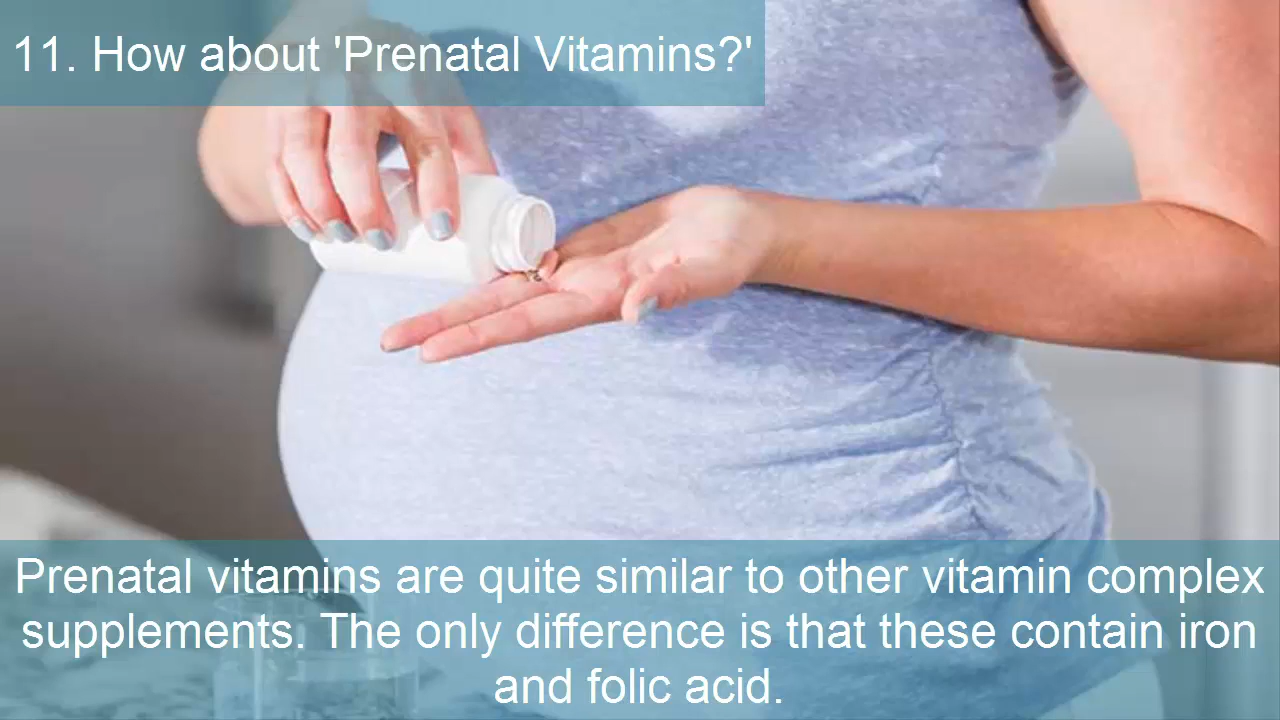 11. How about 'Prenatal Vitamins?'
Prenatal vitamins are quite similar to other vitamin complex
supplements. The only difference is that these contain iron
and folic acid.